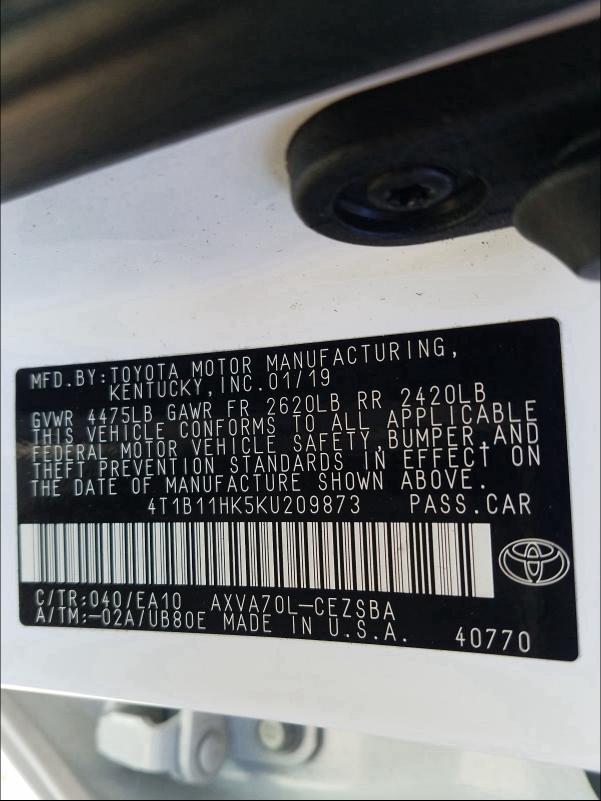 MFD.BY:TOYOTA MOTOR MANUFACTURING,
KENTUCKY,INC.01/19
GVWR 4475LB GAWR FR 2620LB RR 2420LB
THIS VEHICLE CONFORMS TO ALL APPLICABLE
FEDERAL MOTOR VEHICLE SAFETY,BUMPER,AND
THEFT PREVENTION STANDARDS IN EFFECT ON
THE DATE OF MANUFACTURE SHOWN ABOVE.
4T1B11HK5KU209873 PASS.CAR
C/TR:040/EA10 AXVA70L-CEZSBA
A/TM:-02A/UB80E MADE IN U.S.A. 40770